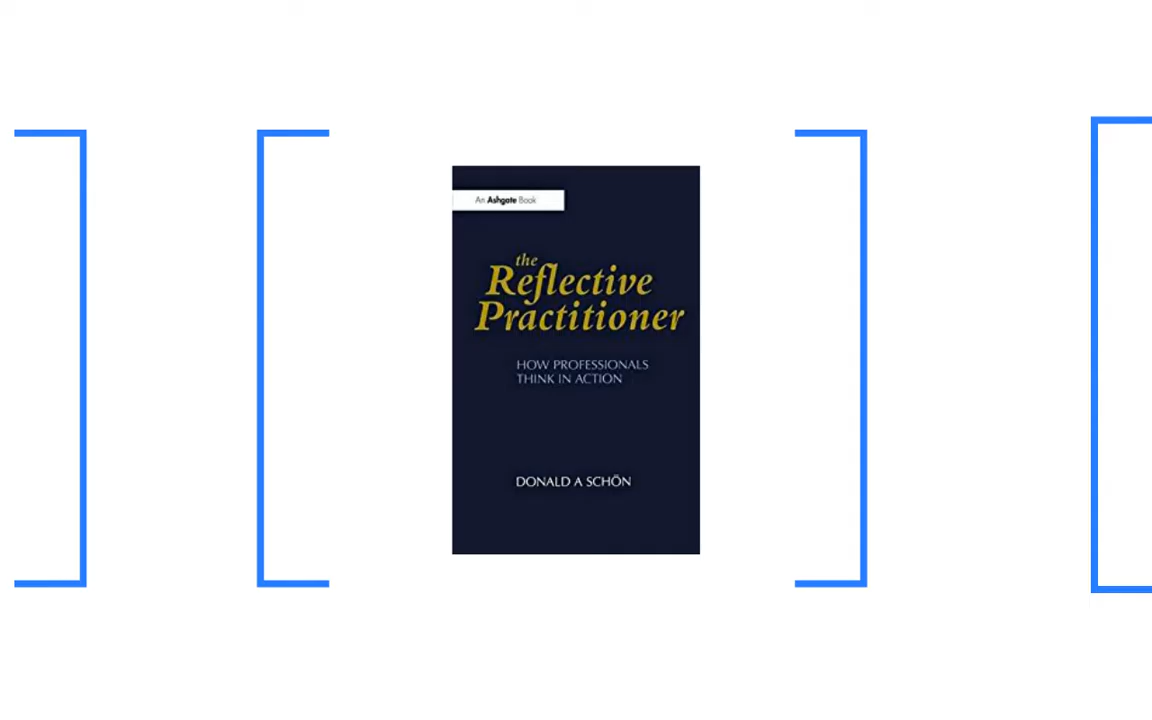 An Ashgate Book
the
Reflective
Practitioner
HOW PROFESSIONALS
THINK IN ACTION
DONALD A SCHÖN